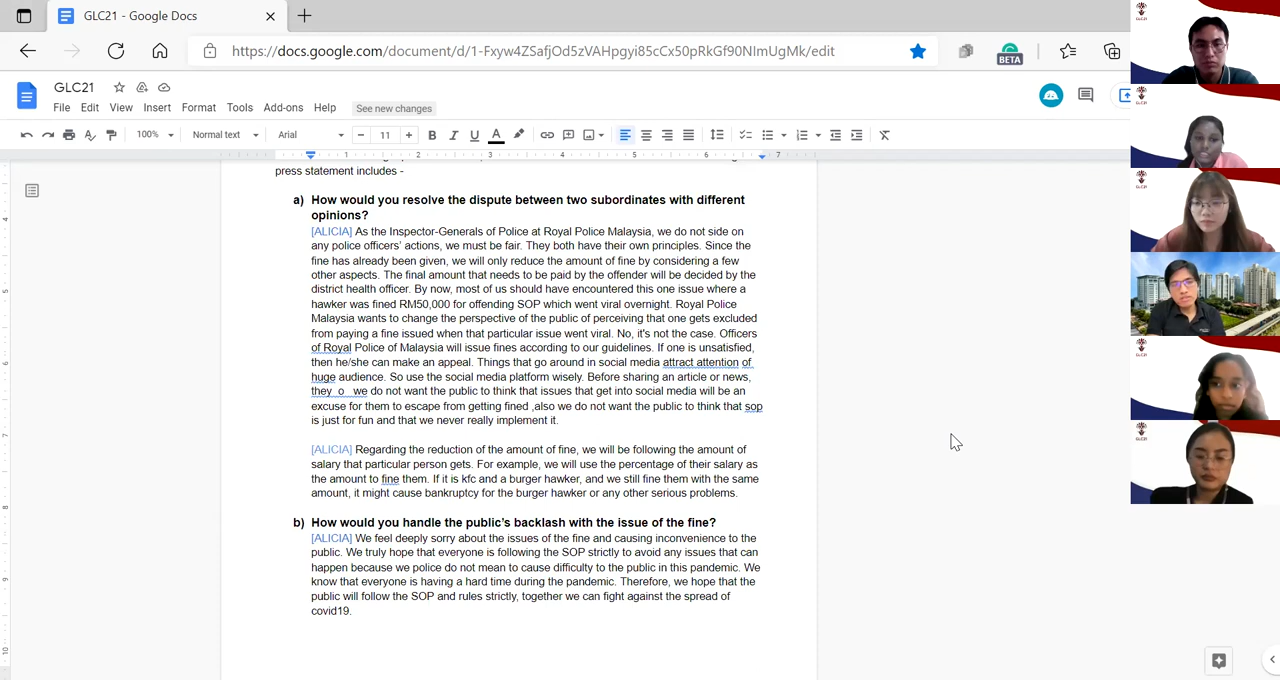 GLC21 - Google Docs
https://docs.google.com/document/d/1-Fxyw4ZSafjOd5zVAHpgyi85cCx50pRkGf90NImUgMk/edit
BETA
GLC21
File Edit View Insert Format Tools Add-ons Help See new changes
100% Normal text Arial 11 B I U A
1 2 3 4 5 6 7
press statement includes -
a) How would you resolve the dispute between two subordinates with different
opinions?
[ALICIA] As the Inspector-Generals of Police at Royal Police Malaysia, we do not side on
any police officers' actions, we must be fair. They both have their own principles. Since the
fine has already been given, we will only reduce the amount of fine by considering a few
other aspects. The final amount that needs to be paid by the offender will be decided by the
district health officer. By now, most of us should have encountered this one issue where a
hawker was fined RM50,000 for offending SOP which went viral overnight. Royal Police
Malaysia wants to change the perspective of the public of perceiving that one gets excluded
from paying a fine issued when that particular issue went viral. No, it's not the case. Officers
of Royal Police of Malaysia will issue fines according to our guidelines. If one is unsatisfied,
then he/she can make an appeal. Things that go around in social media attract attention of
huge audience. So use the social media platform wisely. Before sharing an article or news,
they o we do not want the public to think that issues that get into social media will be an
excuse for them to escape from getting fined ,also we do not want the public to think that sop
is just for fun and that we never really implement it.
[ALICIA] Regarding the reduction of the amount of fine, we will be following the amount of
salary that particular person gets. For example, we will use the percentage of their salary as
the amount to fine them. If it is kfc and a burger hawker, and we still fine them with the same
amount, it might cause bankruptcy for the burger hawker or any other serious problems.
b) How would you handle the public's backlash with the issue of the fine?
[ALICIA] We feel deeply sorry about the issues of the fine and causing inconvenience to the
public. We truly hope that everyone is following the SOP strictly to avoid any issues that can
happen because we police do not mean to cause difficulty to the public in this pandemic. We
know that everyone is having a hard time during the pandemic. Therefore, we hope that the
public will follow the SOP and rules strictly, together we can fight against the spread of
covid19.